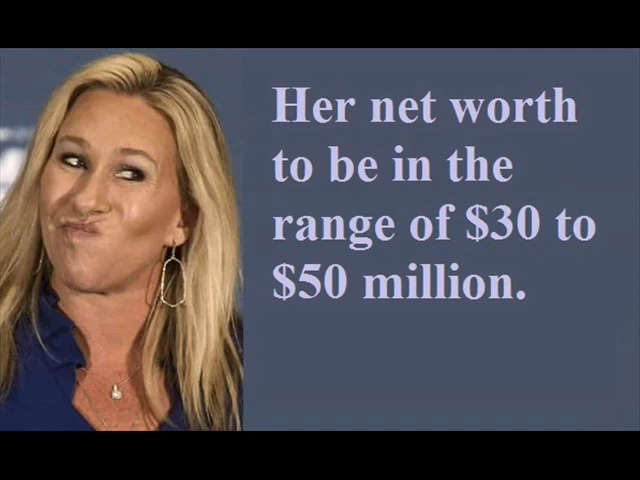 Her net worth
to be in the
range of $30 to
$50 million.